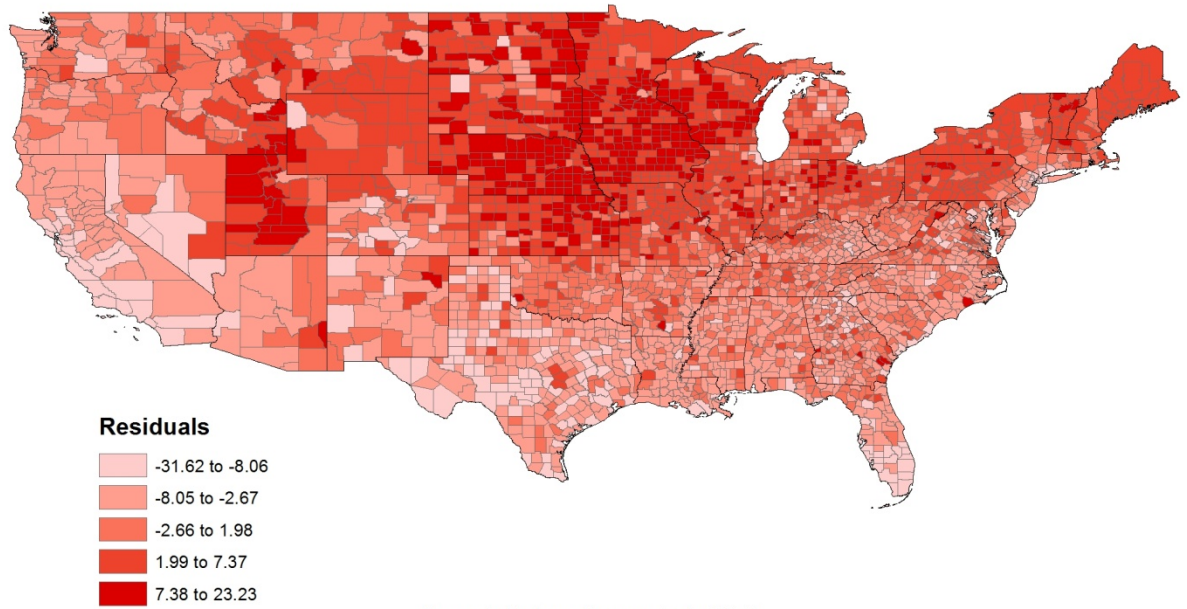 Residuals
-31.62 to -8.06
-8.05 to -2.67
-2.66 to 1.98
1.99 to 7.37
7.38 to 23.23